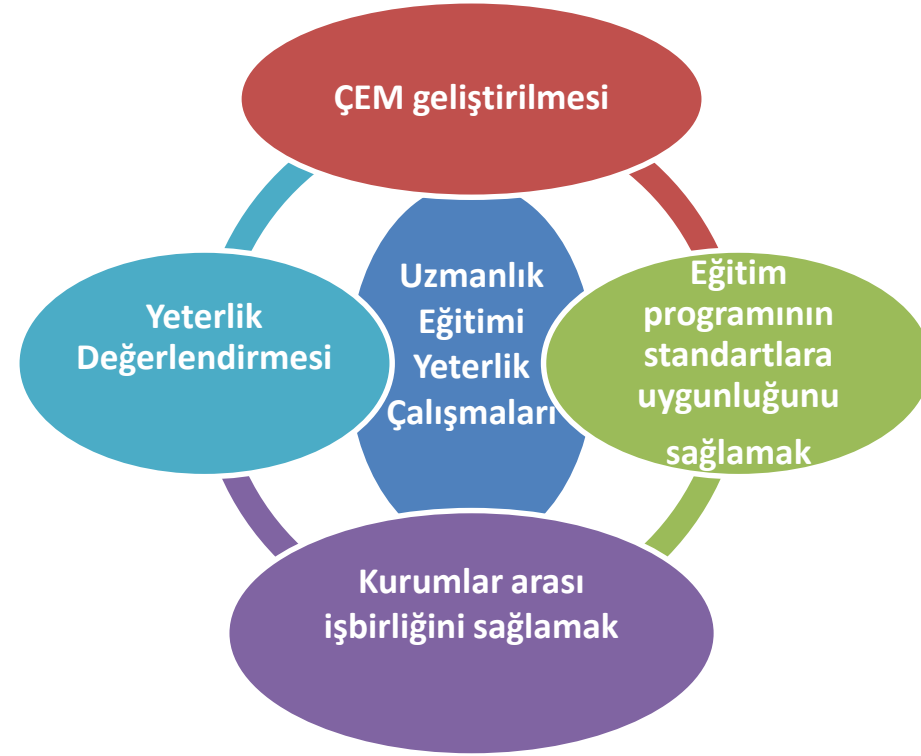 ÇEM geliştirilmesi
Uzmanlık
Eğitimi
Yeterlik
Çalışmaları
Eğitim
programının
standartlara
uygunluğunu
sağlamak
Kurumlar arası
işbirliğini sağlamak
Yeterlik
Değerlendirmesi